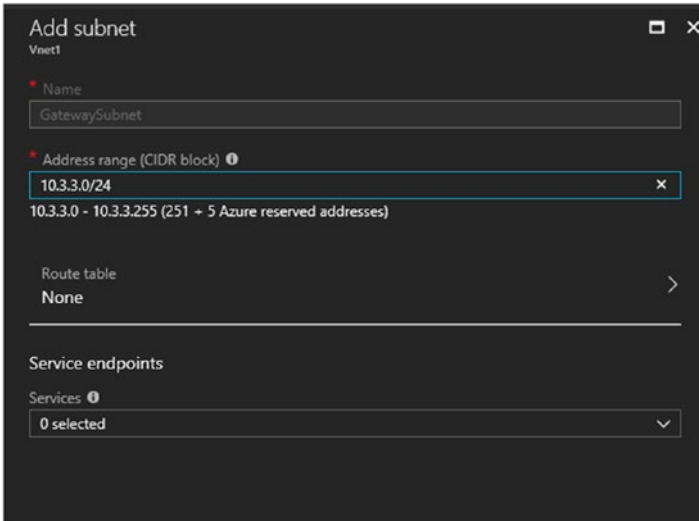 Add subnet
Vnet1
* Name
GatewaySubnet
* Address range (CIDR block)
10.3.3.0/24
10.3.3.0 - 10.3.3.255 (251 + 5 Azure reserved addresses)
Route table
None
Service endpoints
Services
0 selected